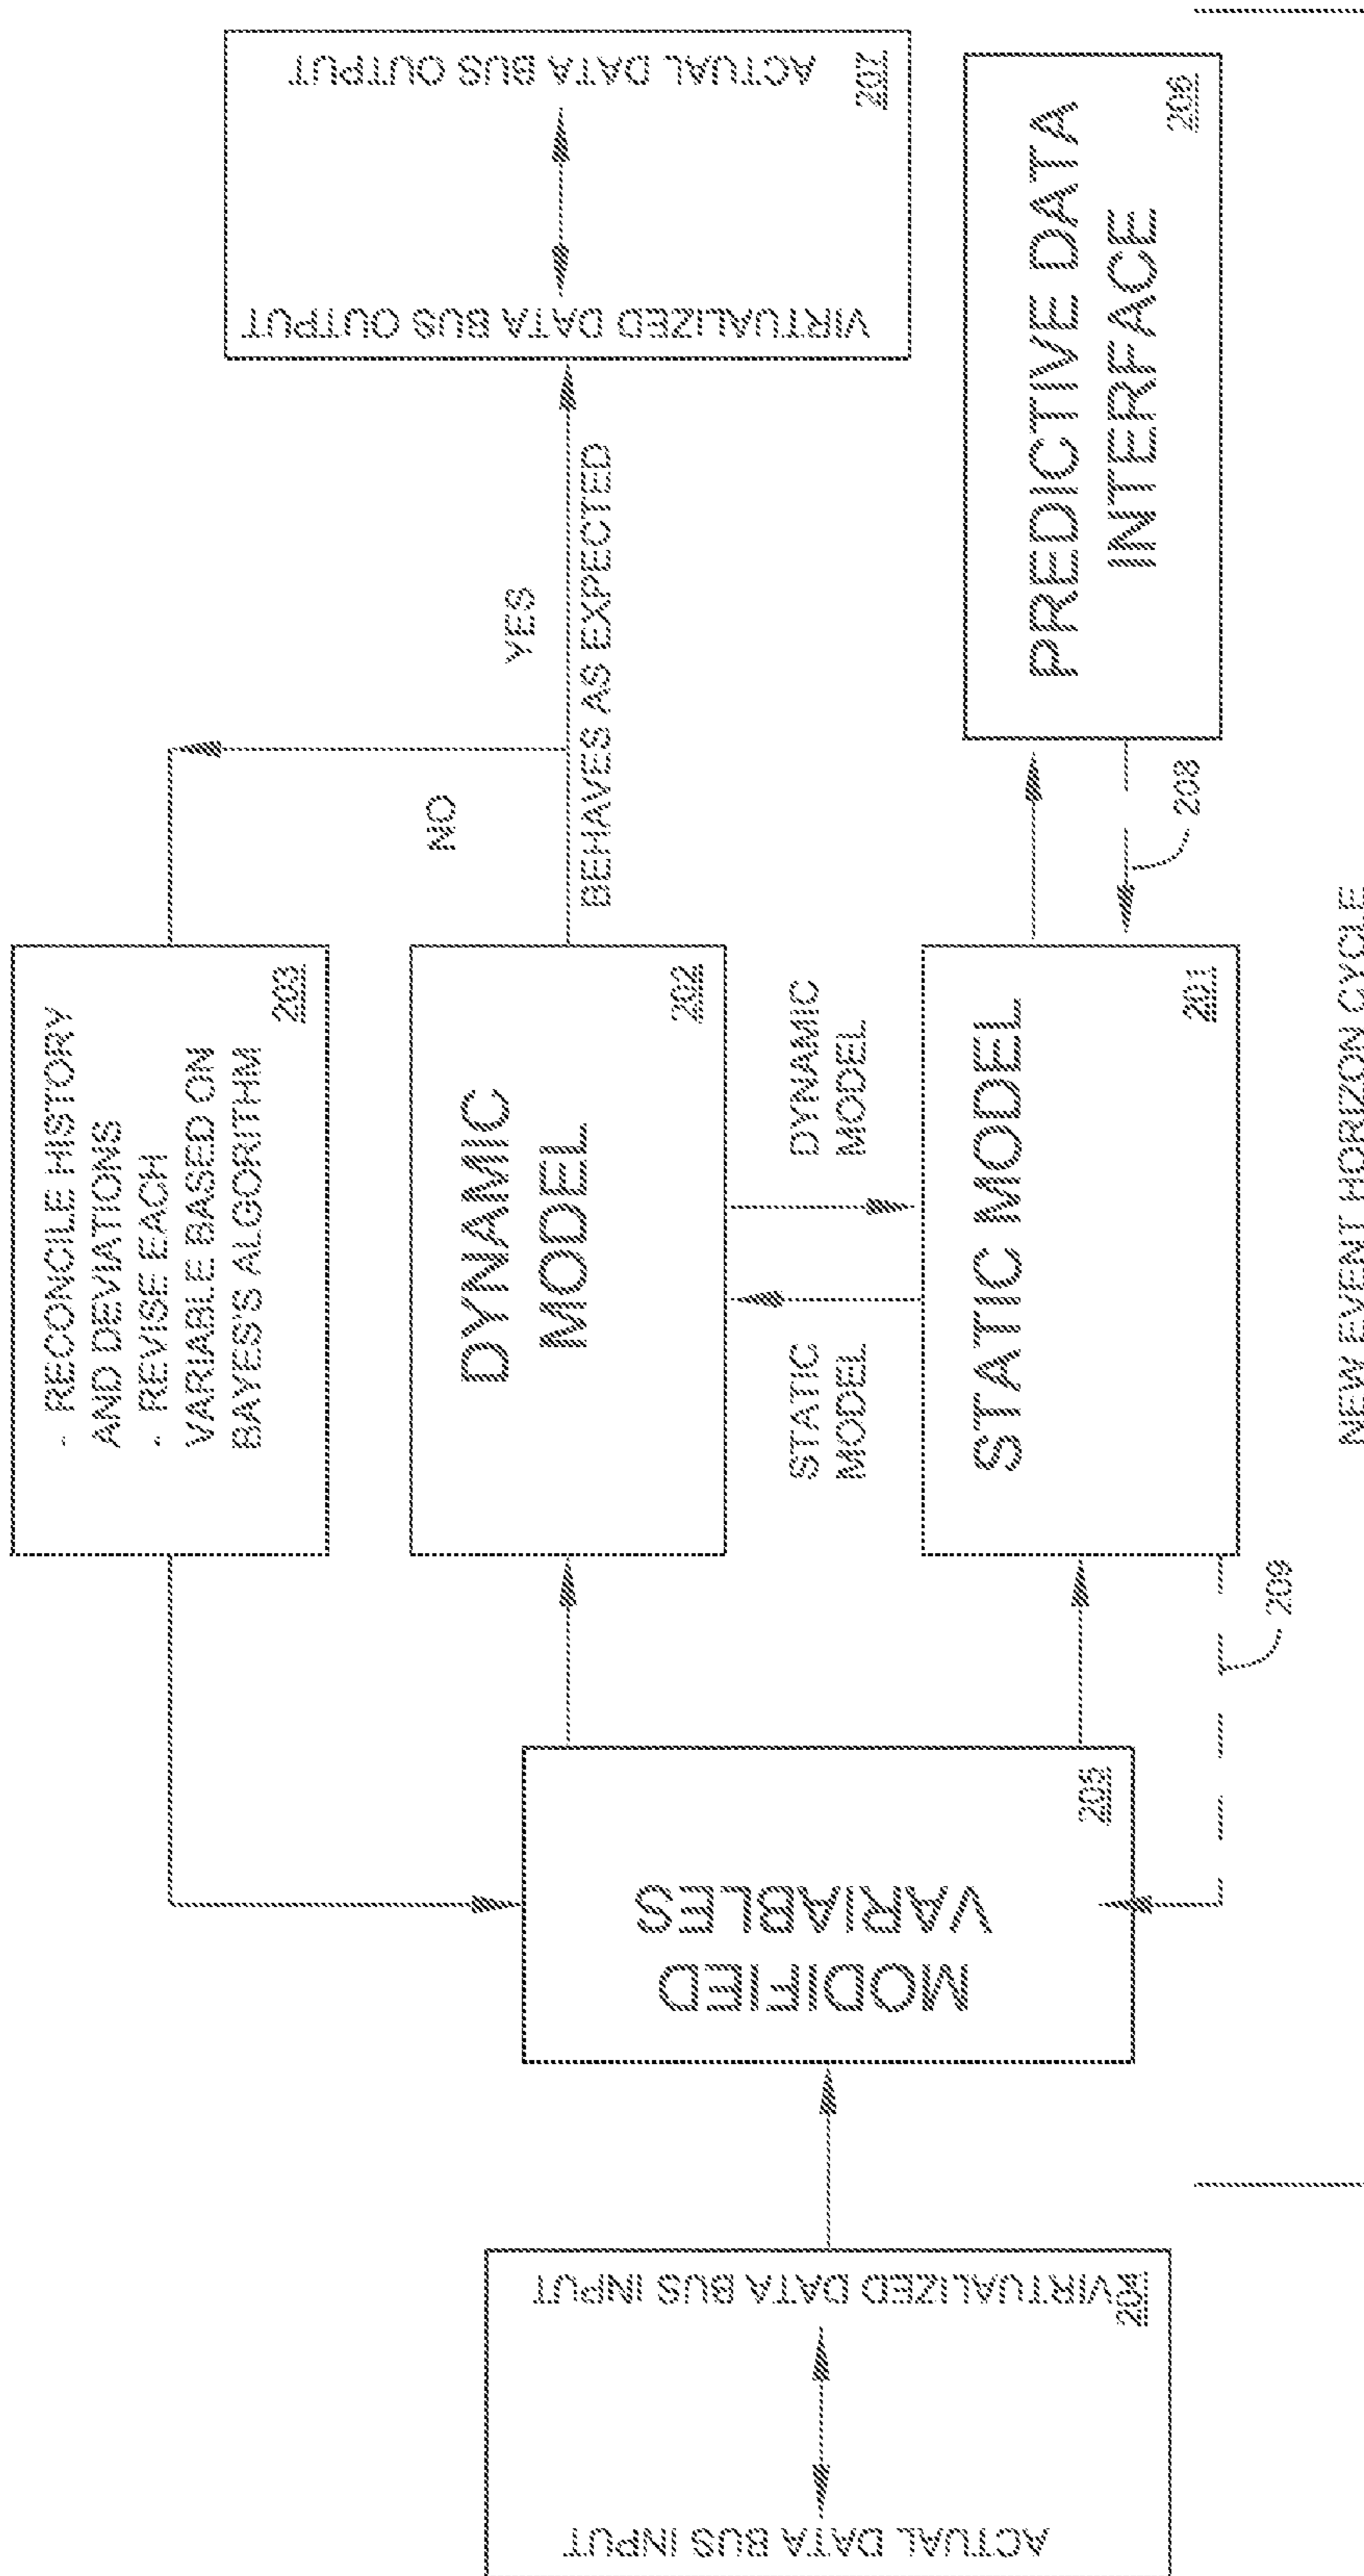 - RECONCILE HISTORY
AND DEVIATIONS
- REVISE EACH
VARIABLE BASED ON
BAYES'S ALGORITHM
203
NO
YES
BEHAVES AS EXPECTED
VIRTUALIZED DATA BUS OUTPUT
ACTUAL DATA BUS OUTPUT
207
DYNAMIC
MODEL
202
STATIC
MODEL
DYNAMIC
MODEL
STATIC MODEL
201
PREDICTIVE DATA
INTERFACE
206
208
ACTUAL DATA BUS INPUT
VIRTUALIZED DATA BUS INPUT
MODIFIED
VARIABLES
205
209
NEW EVENT HORIZON CYCLE